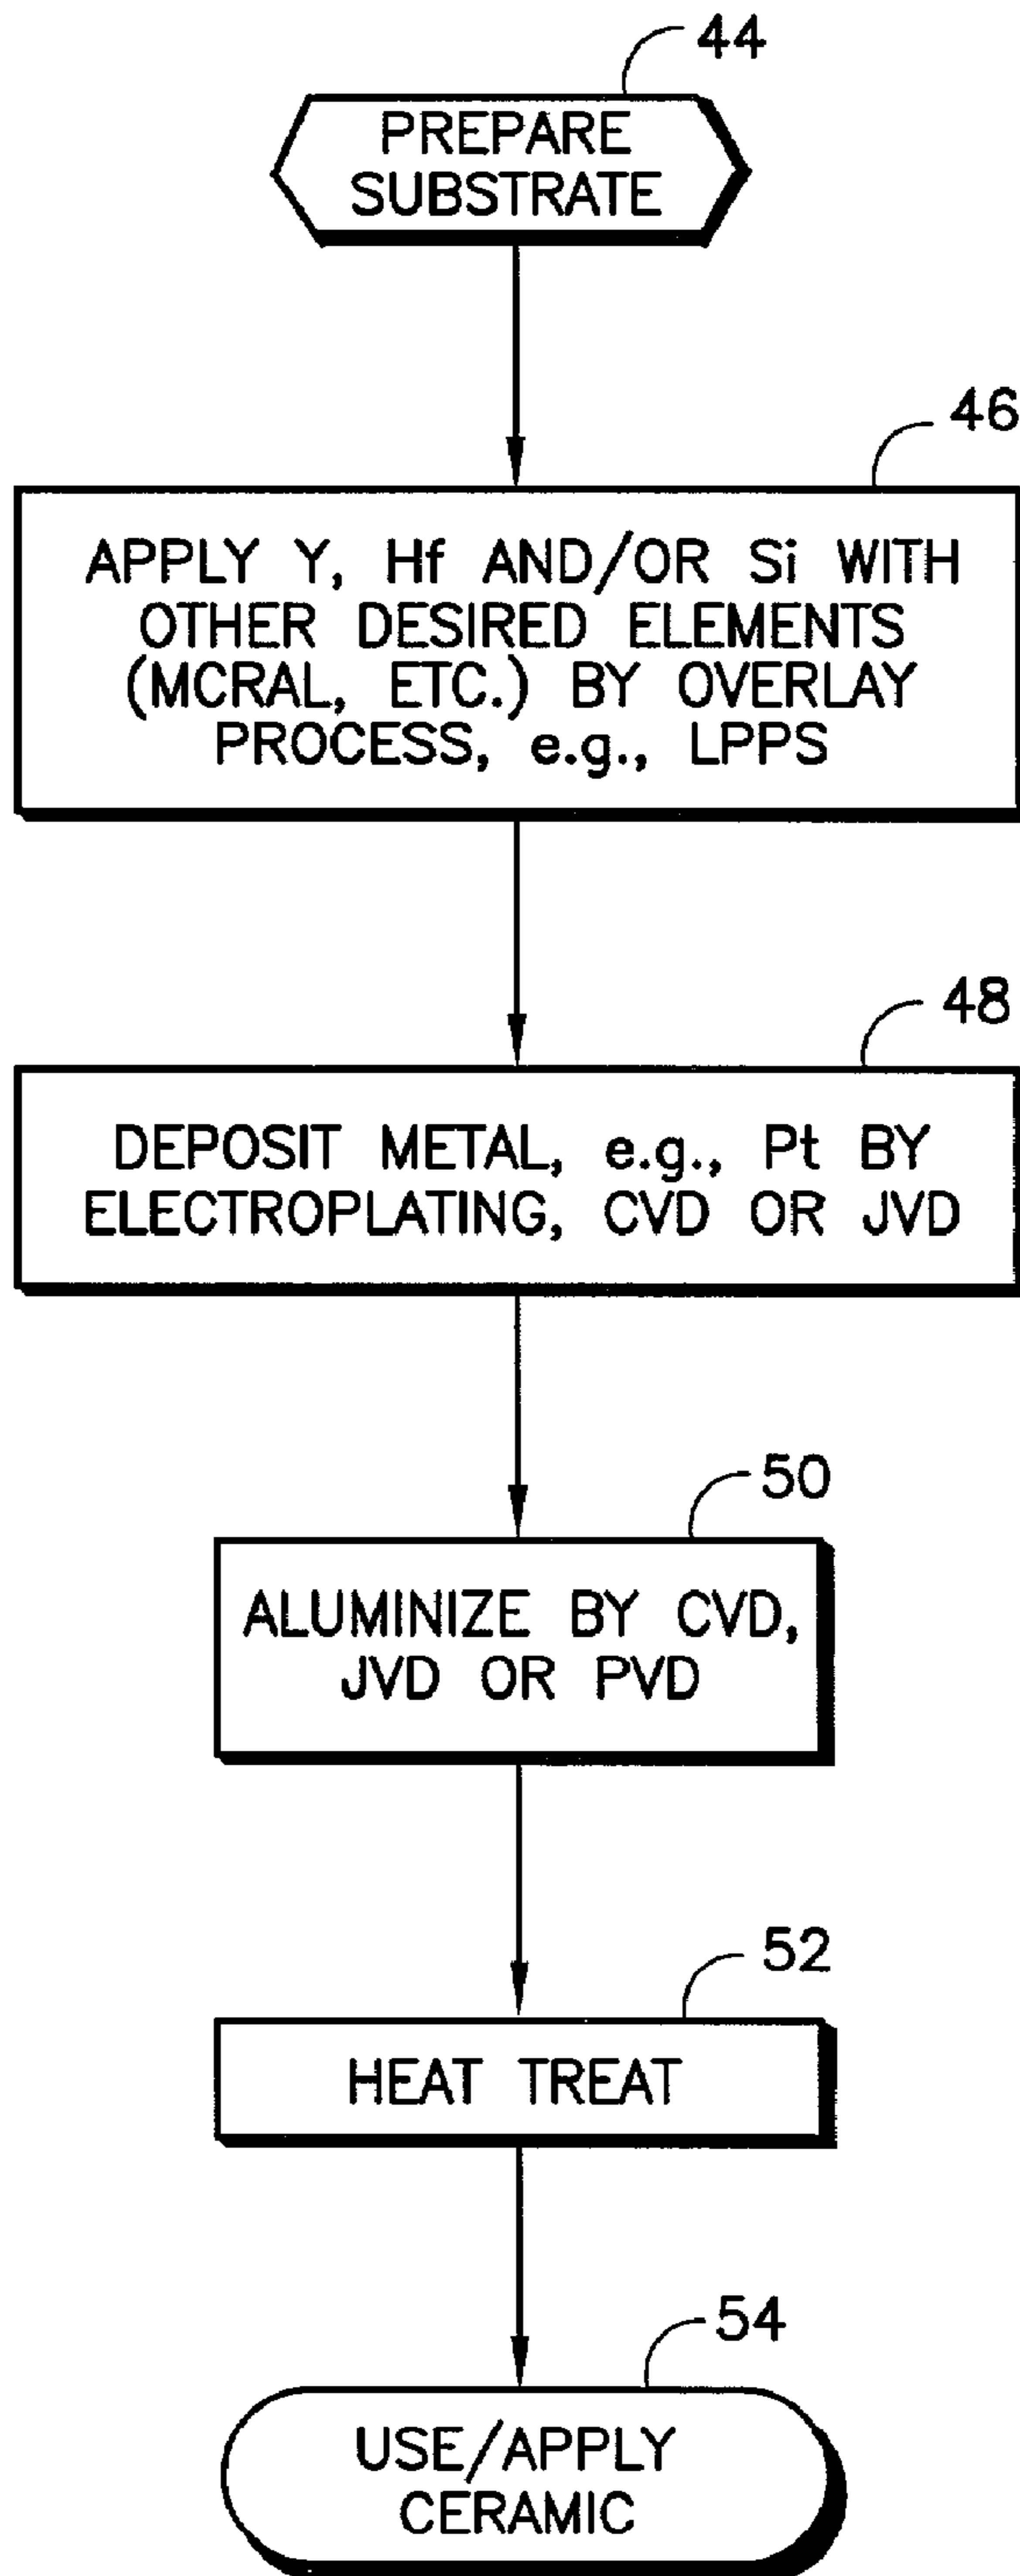 44
PREPARE
SUBSTRATE
46
APPLY Y, Hf AND/OR Si WITH
OTHER DESIRED ELEMENTS
(MCRAL, ETC.) BY OVERLAY
PROCESS, e.g., LPPS
48
DEPOSIT METAL, e.g., Pt BY
ELECTROPLATING, CVD OR JVD
50
ALUMINIZE BY CVD,
JVD OR PVD
52
HEAT TREAT
54
USE/APPLY
CERAMIC